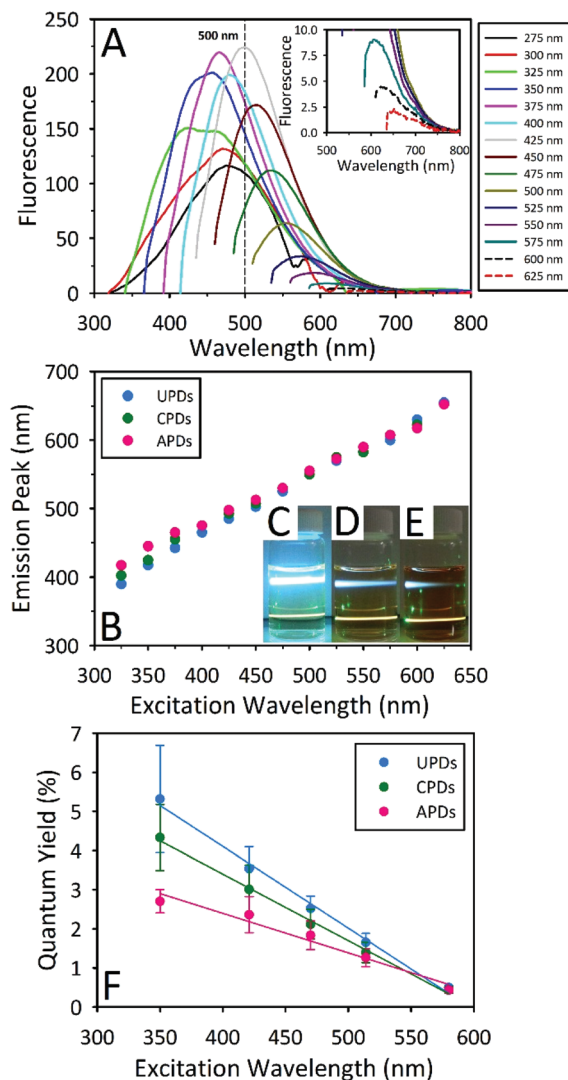 A
500 nm
Fluorescence
250
200
150
100
50
0
300 400 500 600 700 800
Wavelength (nm)
Fluorescence
10.0
7.5
5.0
2.5
0.0
500 600 700 800
Wavelength (nm)
275 nm
300 nm
325 nm
350 nm
375 nm
400 nm
425 nm
450 nm
475 nm
500 nm
525 nm
550 nm
575 nm
600 nm
625 nm
Emission Peak (nm)
700
600
500
400
300
UPDs
CPDs
APDs
C D E
B
300 350 400 450 500 550 600 650
Excitation Wavelength (nm)
Quantum Yield (%)
7
6
5
4
3
2
1
0
UPDs
CPDs
APDs
F
300 350 400 450 500 550 600
Excitation Wavelength (nm)